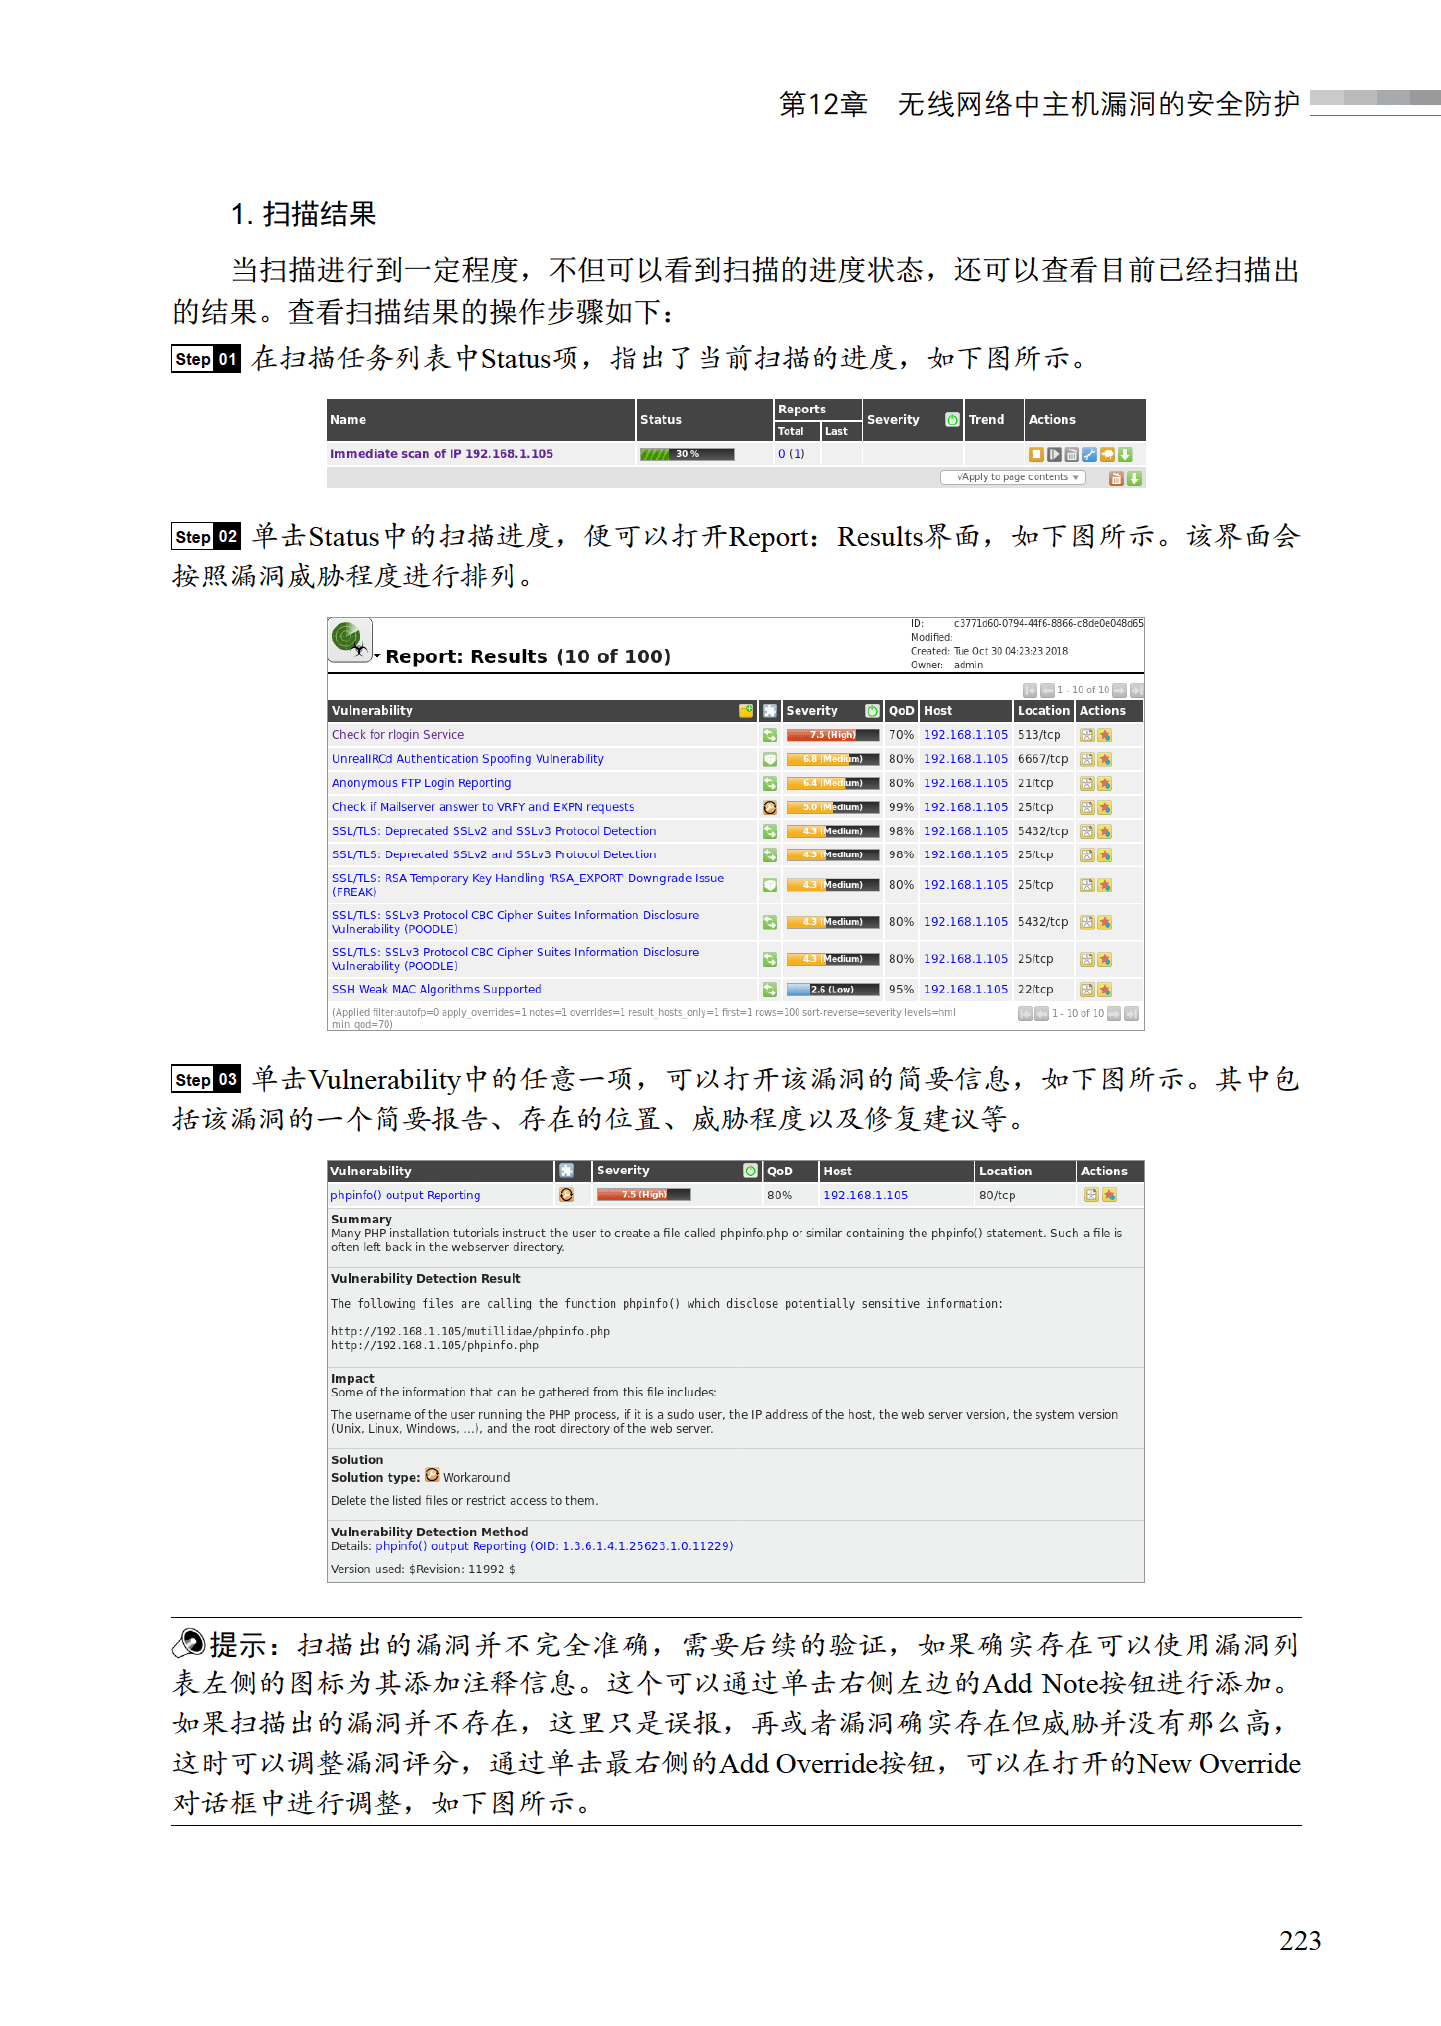 第12章 无线网络中主机漏洞的安全防护
1. 扫描结果
当扫描进行到一定程度，不但可以看到扫描的进度状态，还可以查看目前已经扫描出
的结果。查看扫描结果的操作步骤如下：
Step 01 在扫描任务列表中Status项，指出了当前扫描的进度，如下图所示。
Name Status Reports Severity Trend Actions
Total Last
Immediate scan of IP 192.168.1.105 30 % 0 (1)
√Apply to page contents
Step 02 单击Status中的扫描进度，便可以打开Report：Results界面，如下图所示。该界面会
按照漏洞威胁程度进行排列。
ID: c3771d60-0794-44f6-8866-c8de0e048d65
Modified:
Created: Tue Oct 30 04:23:23 2018
Owner: admin
Report: Results (10 of 100)
1 - 10 of 10
Vulnerability Severity QoD Host Location Actions
Check for rlogin Service 7.5 (High) 70% 192.168.1.105 513/tcp
UnrealIRCd Authentication Spoofing Vulnerability 6.8 (Medium) 80% 192.168.1.105 6667/tcp
Anonymous FTP Login Reporting 6.4 (Medium) 80% 192.168.1.105 21/tcp
Check if Mailserver answer to VRFY and EXPN requests 5.0 (Medium) 99% 192.168.1.105 25/tcp
SSL/TLS: Deprecated SSLv2 and SSLv3 Protocol Detection 4.3 (Medium) 98% 192.168.1.105 5432/tcp
SSL/TLS: Deprecated SSLv2 and SSLv3 Protocol Detection 4.3 (Medium) 98% 192.168.1.105 25/tcp
SSL/TLS: RSA Temporary Key Handling 'RSA_EXPORT' Downgrade Issue
(FREAK) 4.3 (Medium) 80% 192.168.1.105 25/tcp
SSL/TLS: SSLv3 Protocol CBC Cipher Suites Information Disclosure
Vulnerability (POODLE) 4.3 (Medium) 80% 192.168.1.105 5432/tcp
SSL/TLS: SSLv3 Protocol CBC Cipher Suites Information Disclosure
Vulnerability (POODLE) 4.3 (Medium) 80% 192.168.1.105 25/tcp
SSH Weak MAC Algorithms Supported 2.6 (Low) 95% 192.168.1.105 22/tcp
(Applied filter:autofp=0 apply_overrides=1 notes=1 overrides=1 result_hosts_only=1 first=1 rows=100 sort-reverse=severity levels=hml
min_qod=70) 1 - 10 of 10
Step 03 单击Vulnerability中的任意一项，可以打开该漏洞的简要信息，如下图所示。其中包
括该漏洞的一个简要报告、存在的位置、威胁程度以及修复建议等。
Vulnerability Severity QoD Host Location Actions
phpinfo() output Reporting 7.5 (High) 80% 192.168.1.105 80/tcp
Summary
Many PHP installation tutorials instruct the user to create a file called phpinfo.php or similar containing the phpinfo() statement. Such a file is
often left back in the webserver directory.
Vulnerability Detection Result
The following files are calling the function phpinfo() which disclose potentially sensitive information:
http://192.168.1.105/mutillidae/phpinfo.php
http://192.168.1.105/phpinfo.php
Impact
Some of the information that can be gathered from this file includes:
The username of the user running the PHP process, if it is a sudo user, the IP address of the host, the web server version, the system version
(Unix, Linux, Windows, ...), and the root directory of the web server.
Solution
Solution type: Workaround
Delete the listed files or restrict access to them.
Vulnerability Detection Method
Details: phpinfo() output Reporting (OID: 1.3.6.1.4.1.25623.1.0.11229)
Version used: $Revision: 11992 $
提示：扫描出的漏洞并不完全准确，需要后续的验证，如果确实存在可以使用漏洞列
表左侧的图标为其添加注释信息。这个可以通过单击右侧左边的Add Note按钮进行添加。
如果扫描出的漏洞并不存在，这里只是误报，再或者漏洞确实存在但威胁并没有那么高，
这时可以调整漏洞评分，通过单击最右侧的Add Override按钮，可以在打开的New Override
对话框中进行调整，如下图所示。
223